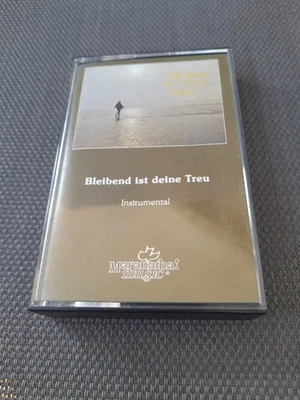 Bleibend ist deine Treu
Instrumental
Maranatha!
music®